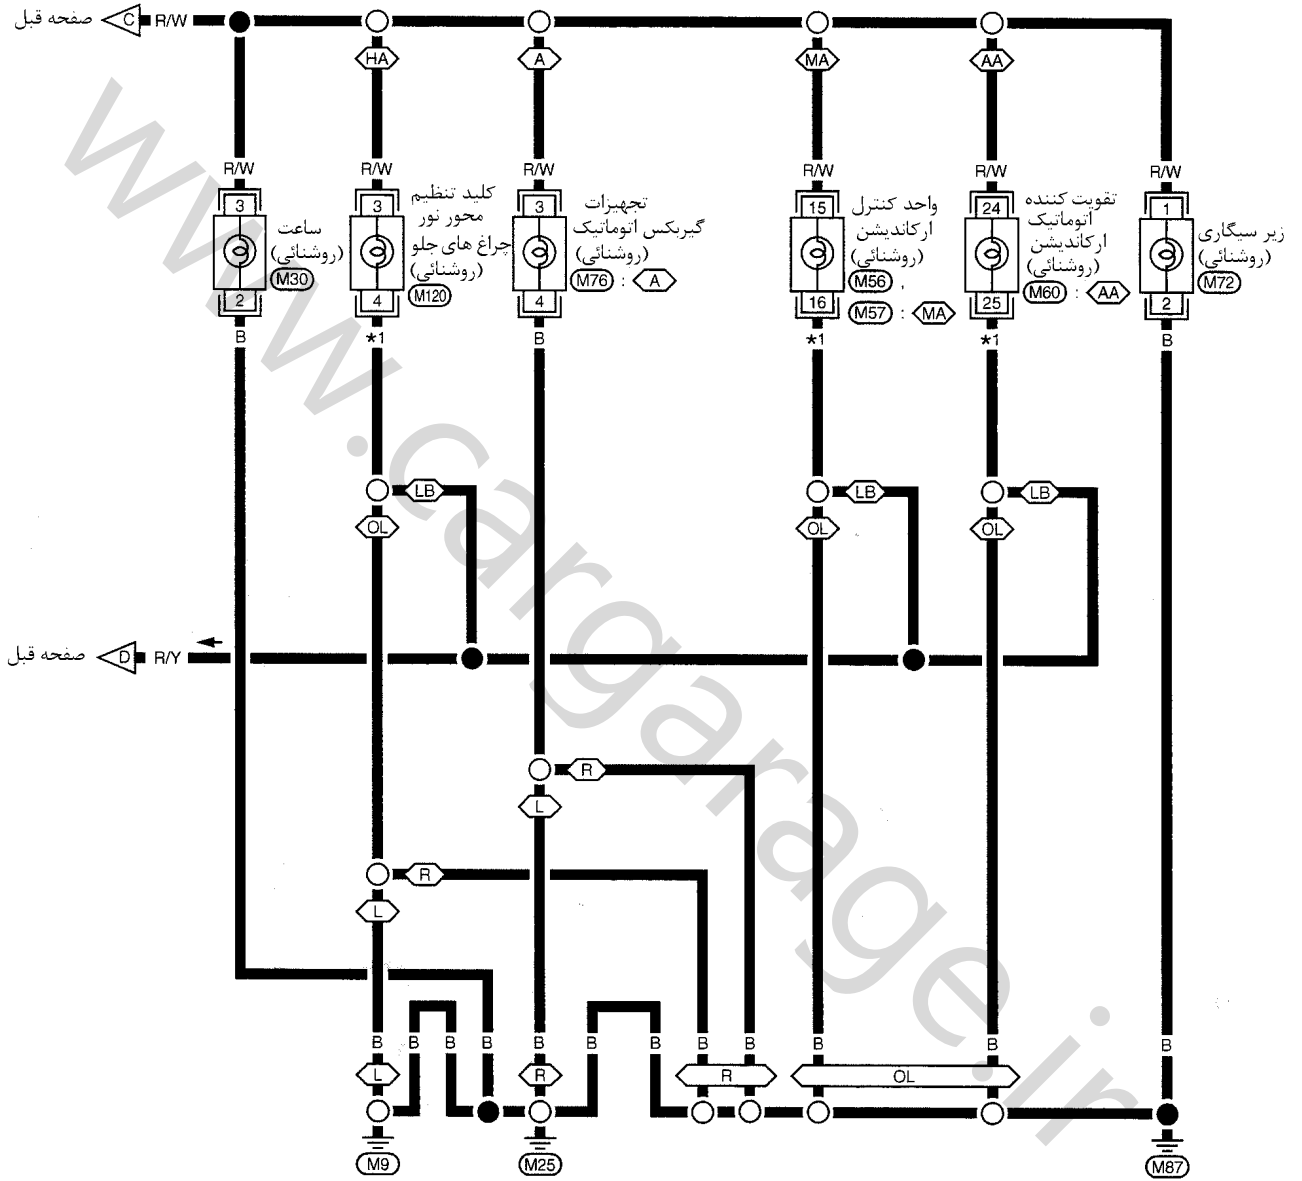 صفحه قبل
C
R/W
HA
A
MA
AA
R/W
R/W
R/W
R/W
R/W
R/W
3
3
3
15
24
1
ساعت
(روشنائی)
M30
کلید تنظیم
محور نور
چراغ های جلو
(روشنائی)
M120
تجهیزات
گیربکس اتوماتیک
(روشنائی)
M76 : A
واحد کنترل
ارکاندیشن
(روشنائی)
M56 ,
M57 : MA
تقویت کننده
اتوماتیک
ارکاندیشن
(روشنائی)
M60 : AA
زیر سیگاری
(روشنائی)
M72
2
4
4
16
25
2
B
*1
B
*1
*1
B
LB
LB
LB
OL
OL
OL
صفحه قبل
D
R/Y
R
L
R
L
B
B
B
B
B
B
B
B
B
B
B
B
L
R
R
OL
M9
M25
M87
www.cargarage.ir